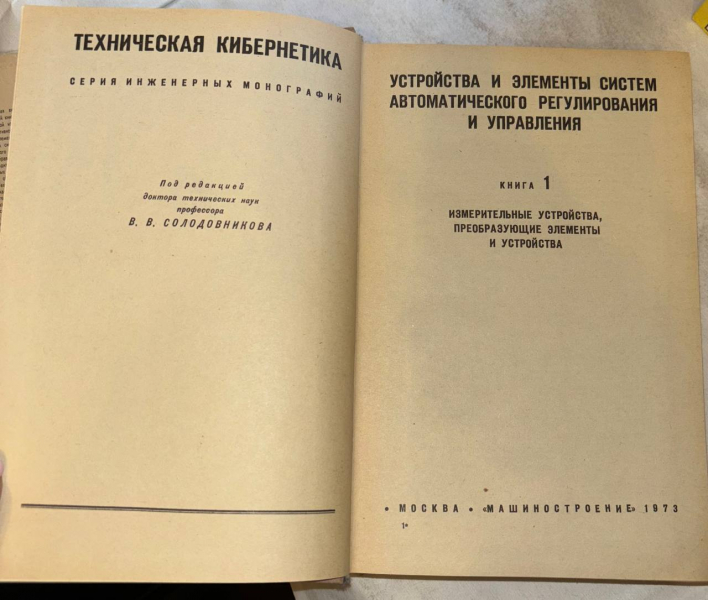 ТЕХНИЧЕСКАЯ КИБЕРНЕТИКА
СЕРИЯ ИНЖЕНЕРНЫХ МОНОГРАФИЙ
Под редакцией
доктора технических наук
профессора
В. В. СОЛОДОВНИКОВА
УСТРОЙСТВА И ЭЛЕМЕНТЫ СИСТЕМ
АВТОМАТИЧЕСКОГО РЕГУЛИРОВАНИЯ
И УПРАВЛЕНИЯ
КНИГА 1
ИЗМЕРИТЕЛЬНЫЕ УСТРОЙСТВА,
ПРЕОБРАЗУЮЩИЕ ЭЛЕМЕНТЫ
И УСТРОЙСТВА
• МОСКВА • «МАШИНОСТРОЕНИЕ» 1973
1*